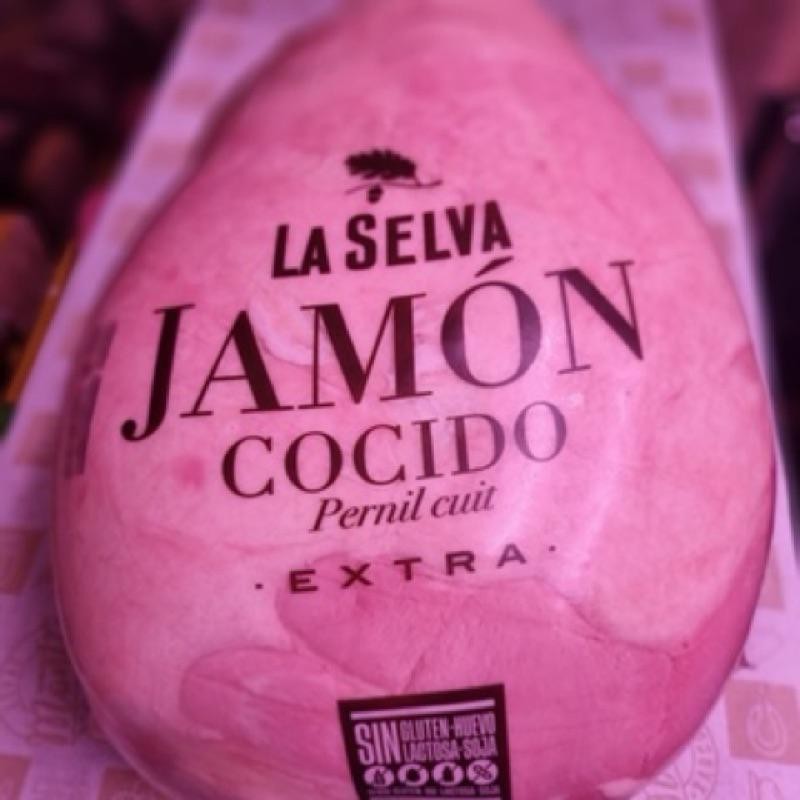 LA SELVA
JAMÓN
COCIDO
Pernil cuit
· EXTRA ·
SIN GLUTEN-HUEVO
LACTOSA-SOJA